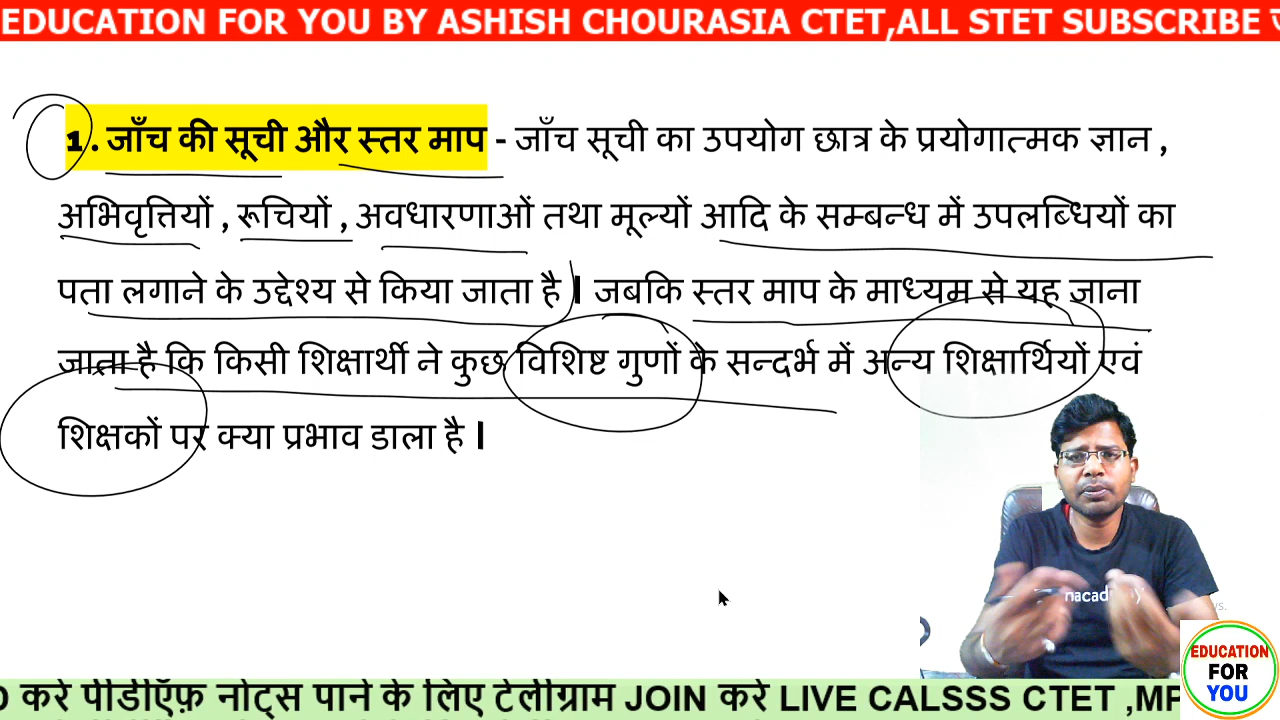 EDUCATION FOR YOU BY ASHISH CHOURASIA CTET,ALL STET SUBSCRIBE
1. जाँच की सूची और स्तर माप - जाँच सूची का उपयोग छात्र के प्रयोगात्मक ज्ञान ,
अभिवृत्तियों , रूचियों , अवधारणाओं तथा मूल्यों आदि के सम्बन्ध में उपलब्धियों का
पता लगाने के उद्देश्य से किया जाता है । जबकि स्तर माप के माध्यम से यह जाना
जाता है कि किसी शिक्षार्थी ने कुछ विशिष्ट गुणों के सन्दर्भ में अन्य शिक्षार्थियों एवं
शिक्षकों पर क्या प्रभाव डाला है ।
nacademy
EDUCATION
FOR
YOU
करे पीडीऍफ़ नोट्स पाने के लिए टेलीग्राम JOIN करे LIVE CALSSS CTET ,MP